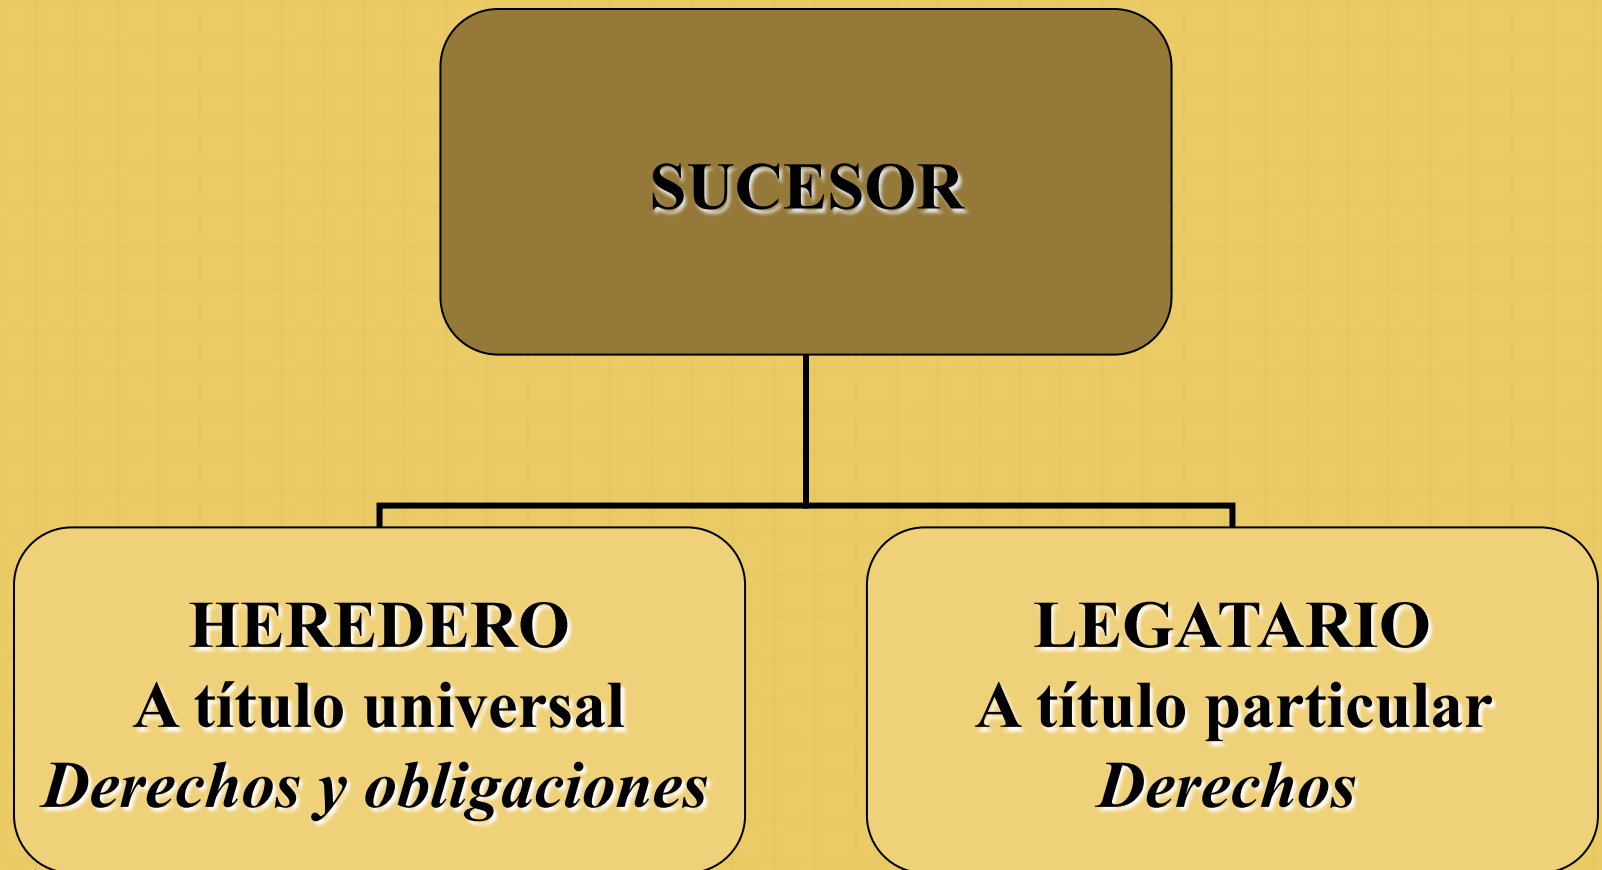 SUCESOR
HEREDERO
A título universal
Derechos y obligaciones
LEGATARIO
A título particular
Derechos